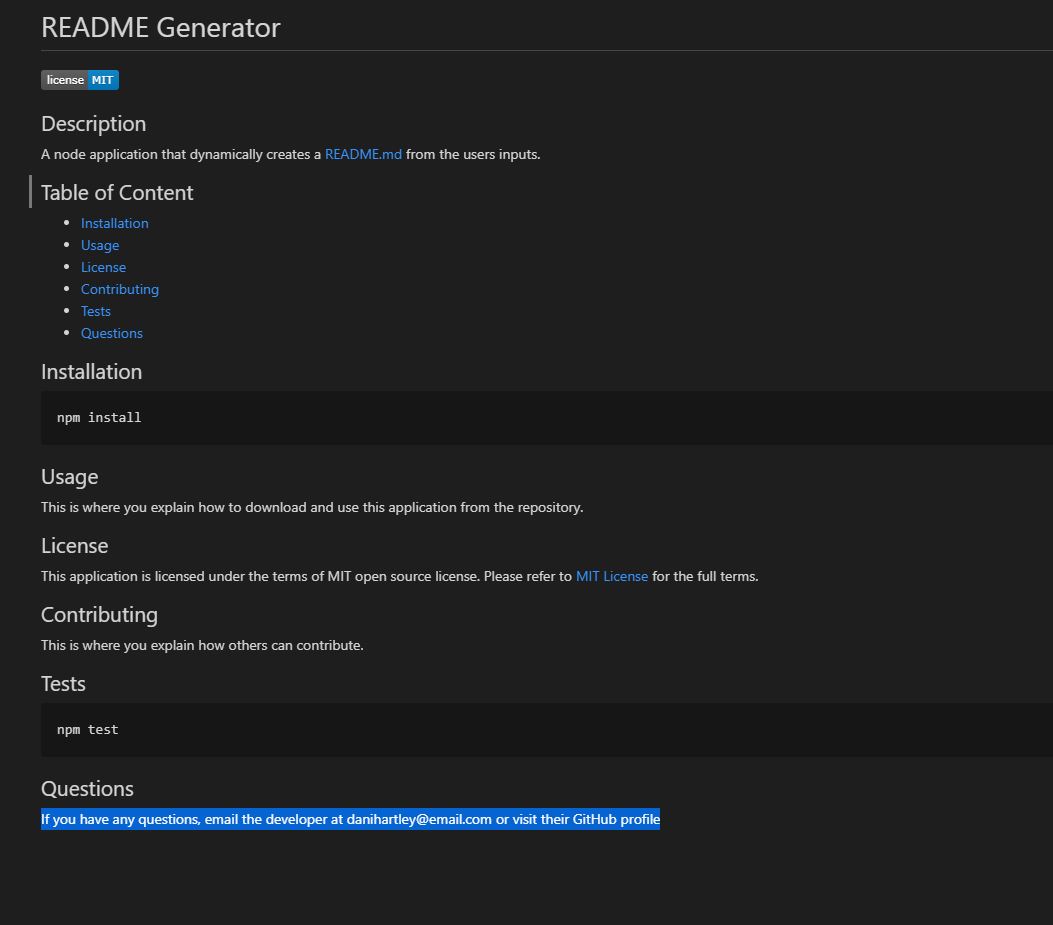 README Generator
license MIT
Description
A node application that dynamically creates a README.md from the users inputs.
Table of Content
Installation
Usage
License
Contributing
Tests
Questions
Installation
npm install
Usage
This is where you explain how to download and use this application from the repository.
License
This application is licensed under the terms of MIT open source license. Please refer to MIT License for the full terms.
Contributing
This is where you explain how others can contribute.
Tests
npm test
Questions
If you have any questions, email the developer at danihartley@email.com or visit their GitHub profile